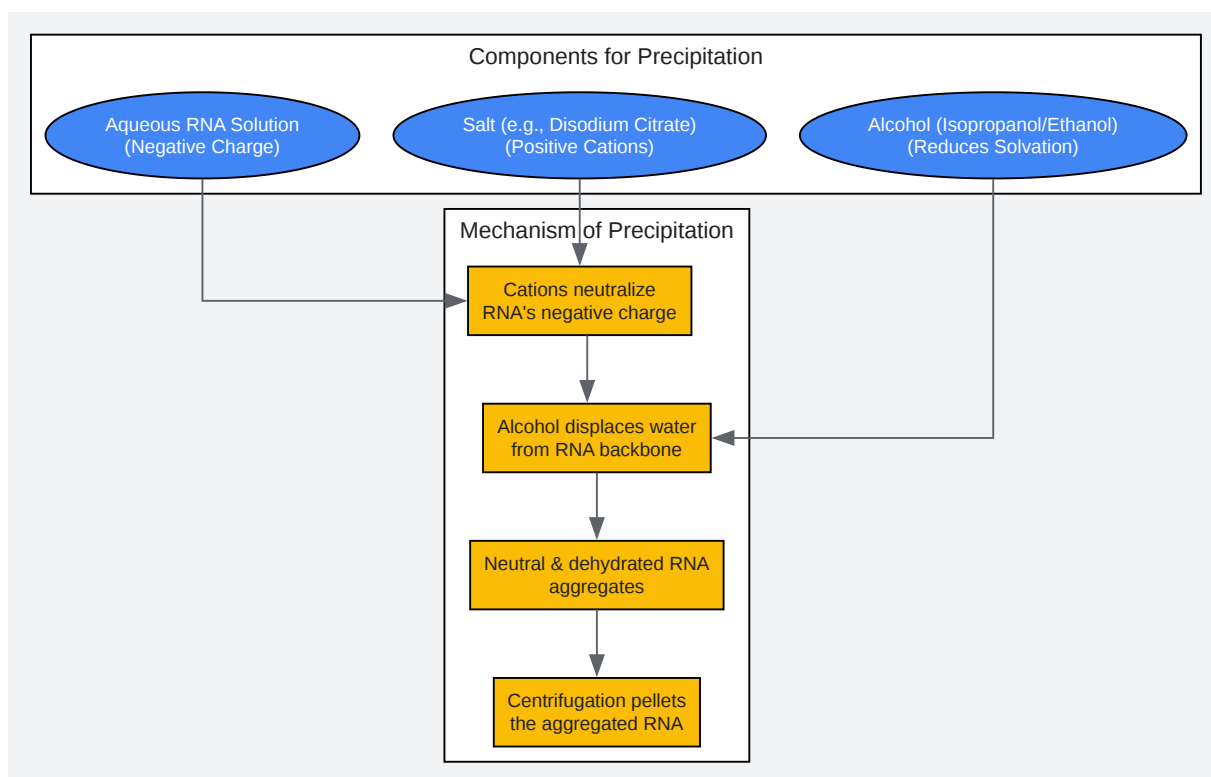 Components for Precipitation
Aqueous RNA Solution
(Negative Charge)
Salt (e.g., Disodium Citrate)
(Positive Cations)
Alcohol (Isopropanol/Ethanol)
(Reduces Solvation)
Mechanism of Precipitation
Cations neutralize
RNA's negative charge
Alcohol displaces water
from RNA backbone
Neutral & dehydrated RNA
aggregates
Centrifugation pellets
the aggregated RNA